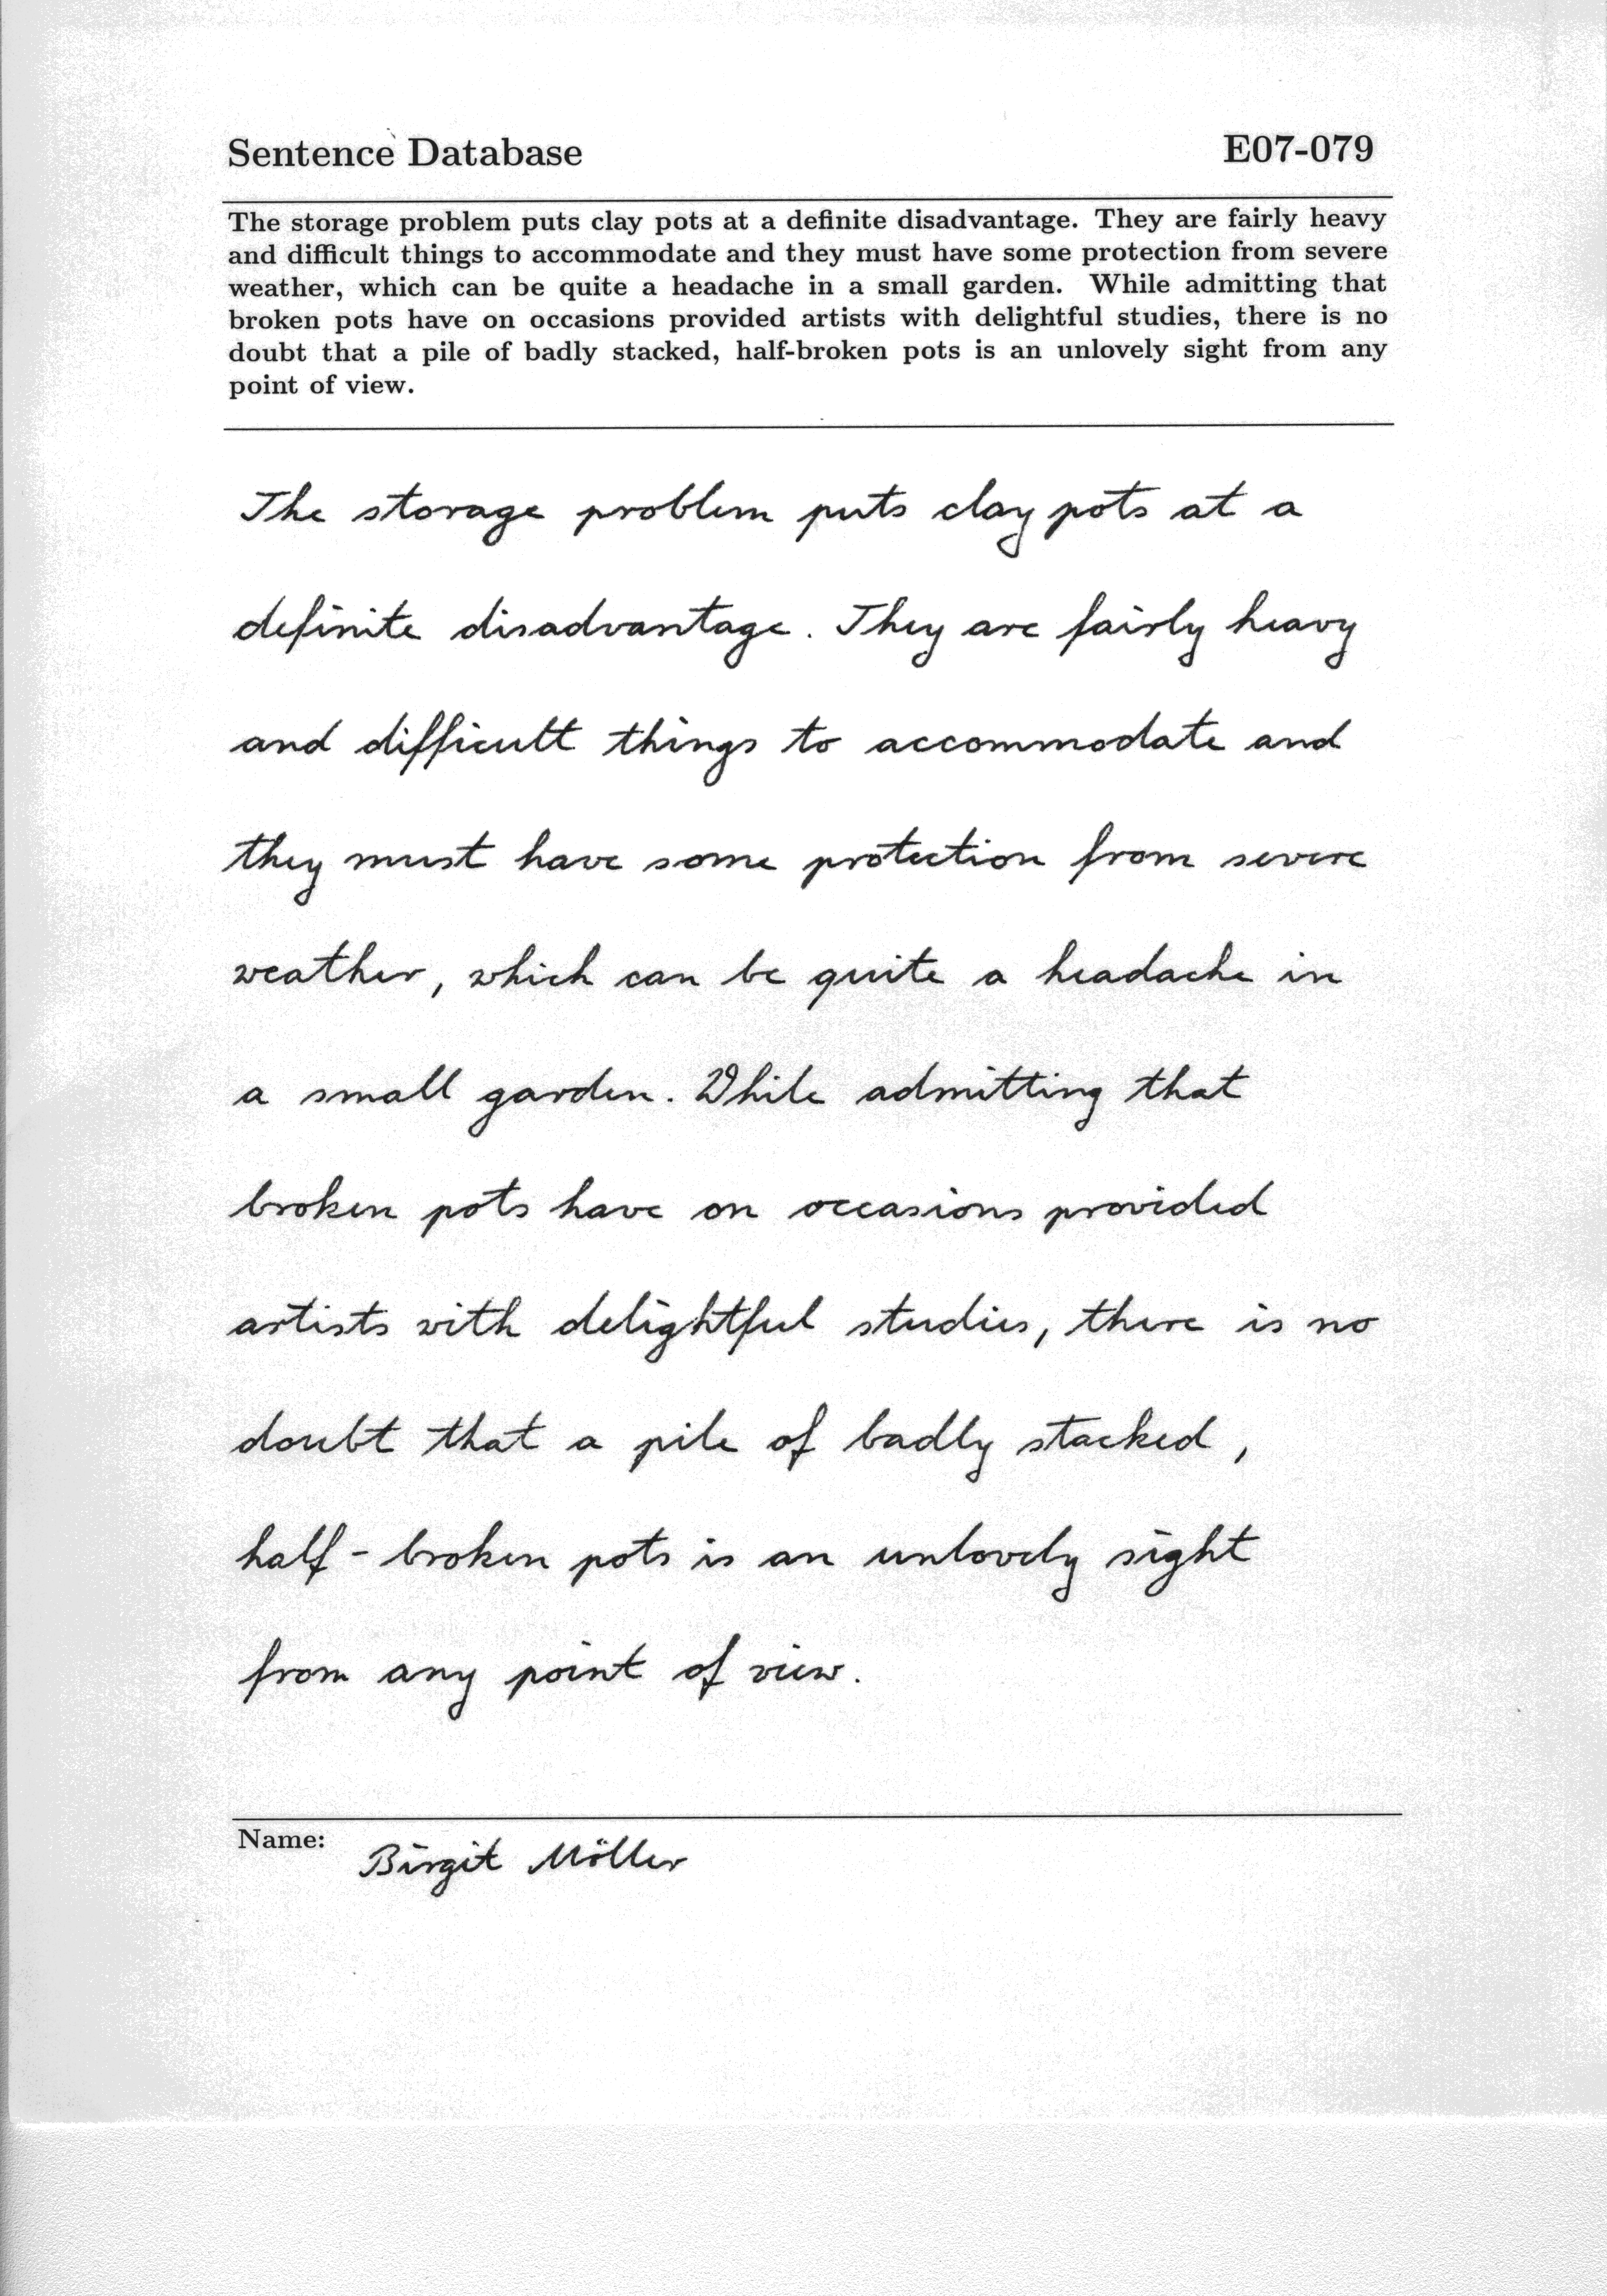 Sentence Database E07-079
The storage problem puts clay pots at a definite disadvantage. They are fairly heavy
and difficult things to accommodate and they must have some protection from severe
weather, which can be quite a headache in a small garden. While admitting that
broken pots have on occasions provided artists with delightful studies, there is no
doubt that a pile of badly stacked, half-broken pots is an unlovely sight from any
point of view.
The storage problem puts clay pots at a
definite disadvantage. They are fairly heavy
and difficult things to accommodate and
they must have some protection from severe
weather, which can be quite a headache in
a small garden. While admitting that
broken pots have on occasions provided
artists with delightful studies, there is no
doubt that a pile of badly stacked,
half-broken pots is an unlovely sight
from any point of view.
Name: Birgit Möller